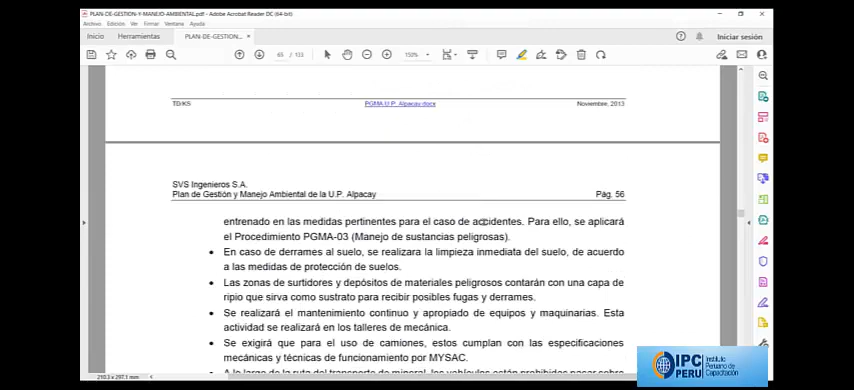 PLAN-DE-GESTION-Y-MANEJO-AMBIENTAL.pdf - Adobe Acrobat Reader DC (64-bit)
Archivo Edición Ver Firmar Ventana Ayuda
Inicio Herramientas PLAN-DE-GESTION... × Iniciar sesión
65 / 133 150%
TD/KS PGMA U.P. Alpacay.docx Noviembre, 2013
SVS Ingenieros S.A.
Plan de Gestión y Manejo Ambiental de la U.P. Alpacay Pág. 56
entrenado en las medidas pertinentes para el caso de accidentes. Para ello, se aplicará
el Procedimiento PGMA-03 (Manejo de sustancias peligrosas).
• En caso de derrames al suelo, se realizara la limpieza inmediata del suelo, de acuerdo
a las medidas de protección de suelos.
• Las zonas de surtidores y depósitos de materiales peligrosos contarán con una capa de
ripio que sirva como sustrato para recibir posibles fugas y derrames.
• Se realizará el mantenimiento continuo y apropiado de equipos y maquinarias. Esta
actividad se realizará en los talleres de mecánica.
• Se exigirá que para el uso de camiones, estos cumplan con las especificaciones
mecánicas y técnicas de funcionamiento por MYSAC.
A lo largo de la ruta del transporte de mineral, los vehículos están prohibidos pasar sobre
210.3 x 297.1 mm
IPC PERU Instituto Peruano de Capacitación